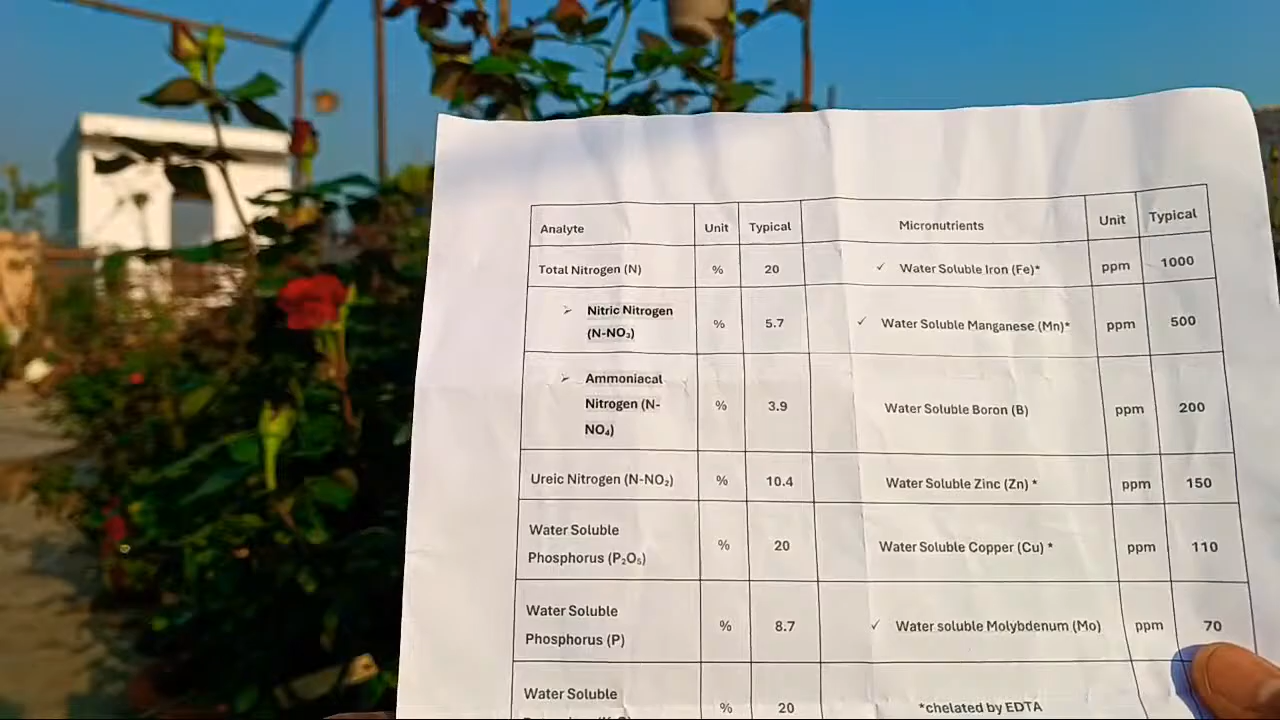 Analyte Unit Typical Micronutrients Unit Typical
Total Nitrogen (N) % 20 ✓ Water Soluble Iron (Fe)* ppm 1000
➢ Nitric Nitrogen
(N-NO₃) % 5.7 ✓ Water Soluble Manganese (Mn)* ppm 500
➢ Ammoniacal
Nitrogen (N-
NO₄) % 3.9 Water Soluble Boron (B) ppm 200
Ureic Nitrogen (N-NO₂) % 10.4 Water Soluble Zinc (Zn) * ppm 150
Water Soluble
Phosphorus (P₂O₅) % 20 Water Soluble Copper (Cu) * ppm 110
Water Soluble
Phosphorus (P) % 8.7 ✓ Water soluble Molybdenum (Mo) ppm 70
Water Soluble
% 20 *chelated by EDTA